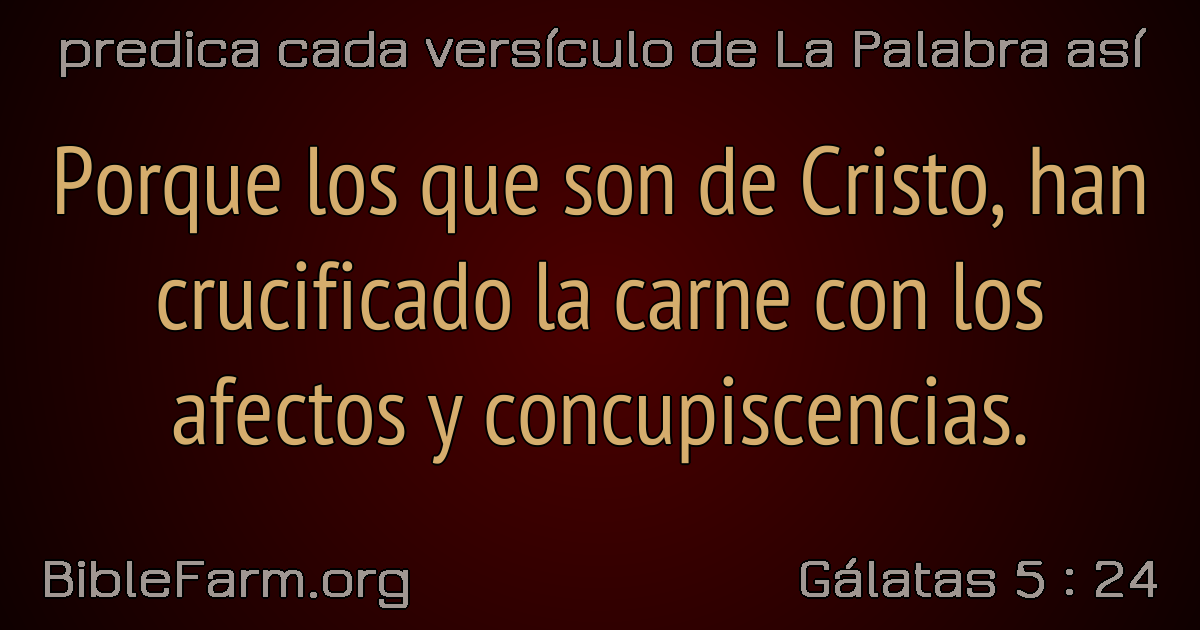 predica cada versículo de La Palabra así
Porque los que son de Cristo, han
crucificado la carne con los
afectos y concupiscencias.
BibleFarm.org
Gálatas 5 : 24